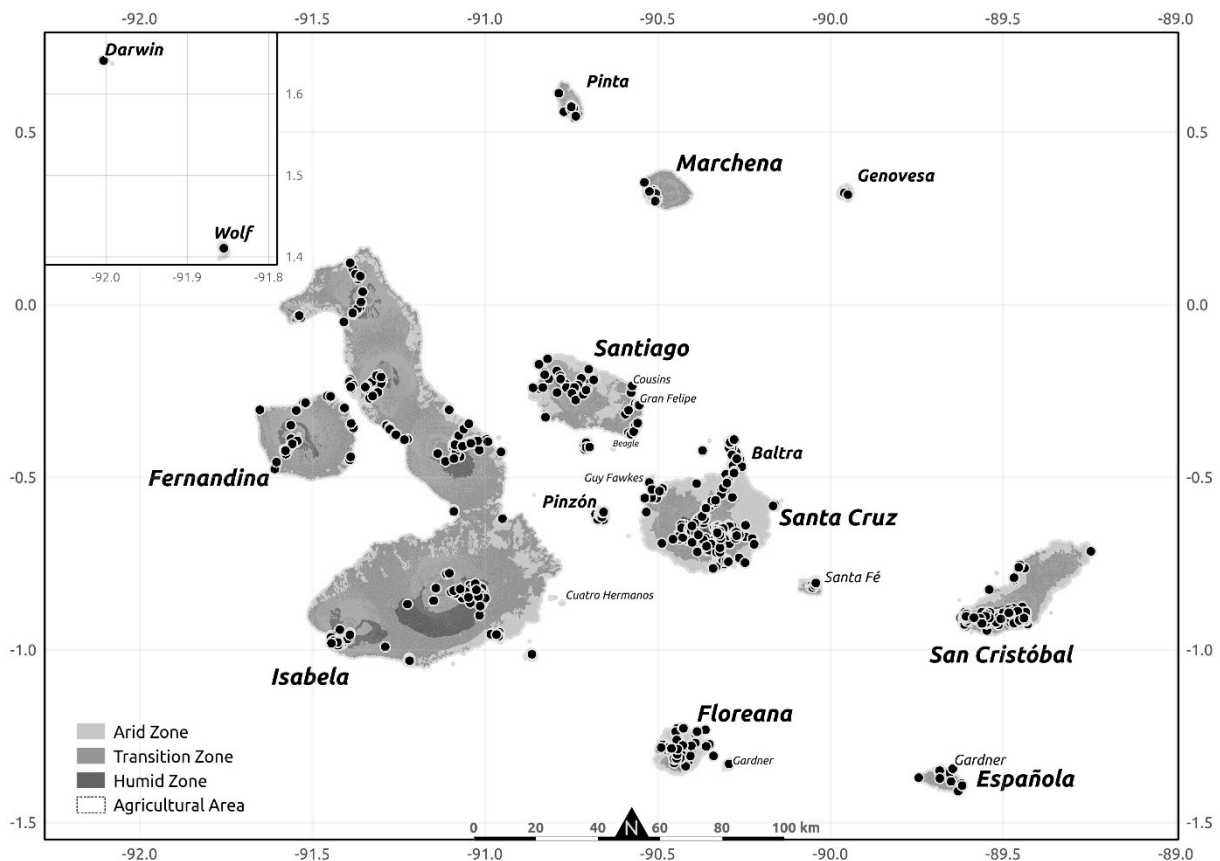 -92.0 -91.5 -91.0 -90.5 -90.0 -89.5 -89.0
Darwin
Pinta
1.6
0.5 0.5
Marchena
Genovesa
1.5
Wolf
1.4
-92.0 -91.9 -91.8
0.0 0.0
Santiago
Cousins
Gran Felipe
Beagle
Baltra
Fernandina
Guy Fawkes
-0.5 -0.5
Pinzón
Santa Cruz
Santa Fé
Cuatro Hermanos
-1.0 -1.0
San Cristóbal
Isabela
Floreana
Arid Zone
Transition Zone
Gardner Gardner
Española
Humid Zone
Agricultural Area
N
-1.5 -1.5
0 20 40 60 80 100 km
-92.0 -91.5 -91.0 -90.5 -90.0 -89.5 -89.0